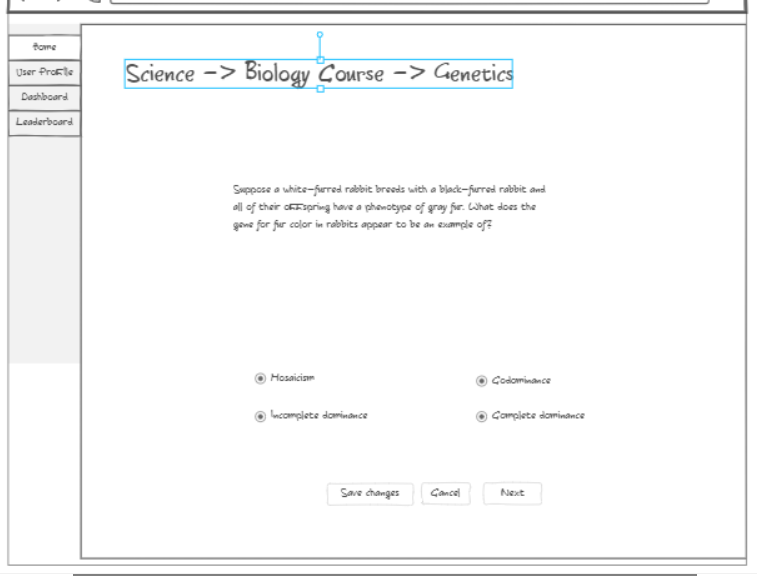 Home
User Profile
Dashboard
Leaderboard
Science -> Biology Course -> Genetics
Suppose a white-furred rabbit breeds with a black-furred rabbit and
all of their offspring have a phenotype of gray fur. What does the
gene for fur color in rabbits appear to be an example of?
Mosaicism
Codominance
Incomplete dominance
Complete dominance
Save changes
Cancel
Next